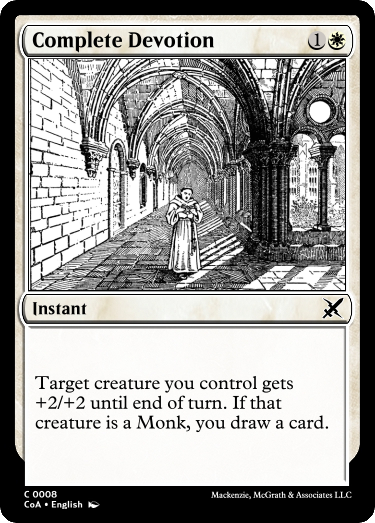 Complete Devotion 1
Instant
Target creature you control gets
+2/+2 until end of turn. If that
creature is a Monk, you draw a card.
C 0008
CoA • English
Mackenzie, McGrath & Associates LLC